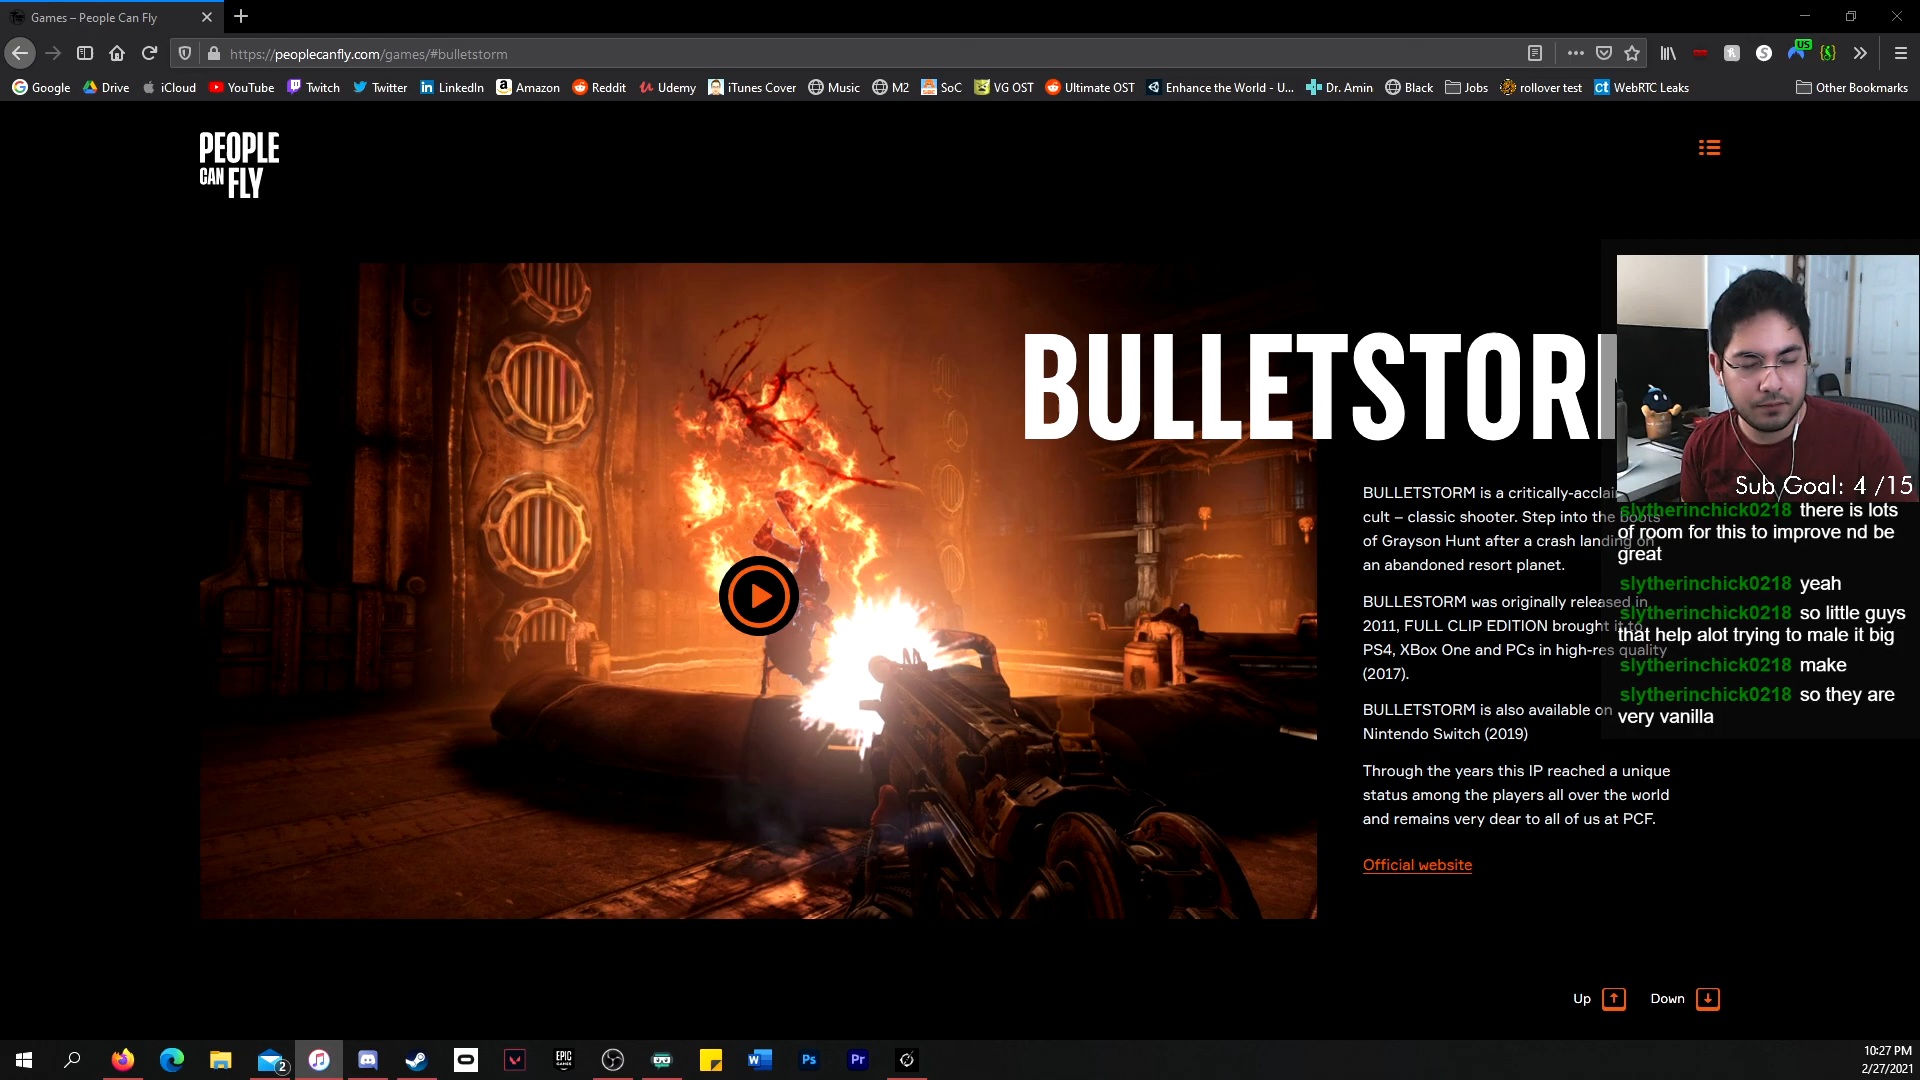 Games – People Can Fly
https://peoplecanfly.com/games/#bulletstorm
US
Google Drive iCloud YouTube Twitch Twitter LinkedIn Amazon Reddit Udemy iTunes Cover Music M2 SoC VG OST Ultimate OST Enhance the World - U... Dr. Amin Black Jobs rollover test WebRTC Leaks Other Bookmarks
PEOPLE
CAN FLY
BULLETSTOR
BULLETSTORM is a critically-acclai
cult – classic shooter. Step into the boots
of Grayson Hunt after a crash landing on
an abandoned resort planet.
BULLESTORM was originally released in
2011, FULL CLIP EDITION brought it to
PS4, XBox One and PCs in high-res quality
(2017).
BULLETSTORM is also available on
Nintendo Switch (2019)
Through the years this IP reached a unique
status among the players all over the world
and remains very dear to all of us at PCF.
Official website
Sub Goal: 4 /15
slytherinchick0218 there is lots
of room for this to improve nd be
great
slytherinchick0218 yeah
slytherinchick0218 so little guys
that help alot trying to male it big
slytherinchick0218 make
slytherinchick0218 so they are
very vanilla
Up Down
2
EPIC
GAMES
Ps
Pr
10:27 PM
2/27/2021